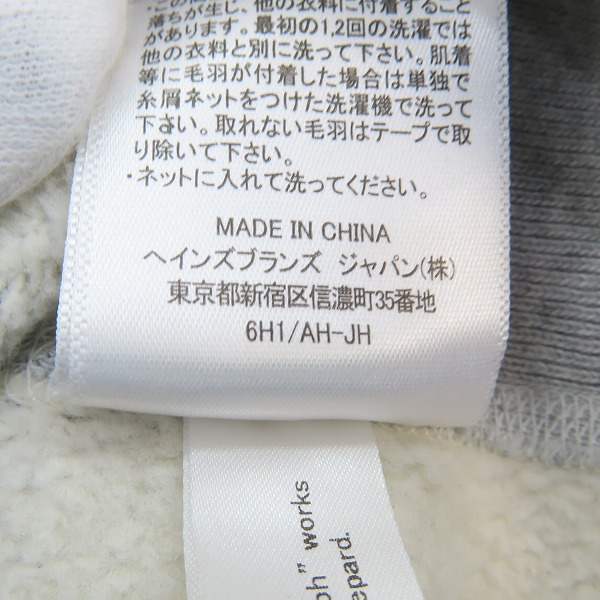 落ちが生じ、他の衣料に付着すること
があります。最初の1,2回の洗濯では
他の衣料と別に洗って下さい。肌着
等に毛羽が付着した場合は単独で
糸屑ネットをつけた洗濯機で洗って
下さい。取れない毛羽はテープで取
り除いて下さい。
・ネットに入れて洗ってください。
MADE IN CHINA
ヘインズブランズ ジャパン(株)
東京都新宿区信濃町35番地
6H1/AH-JH
ph" works
epard.